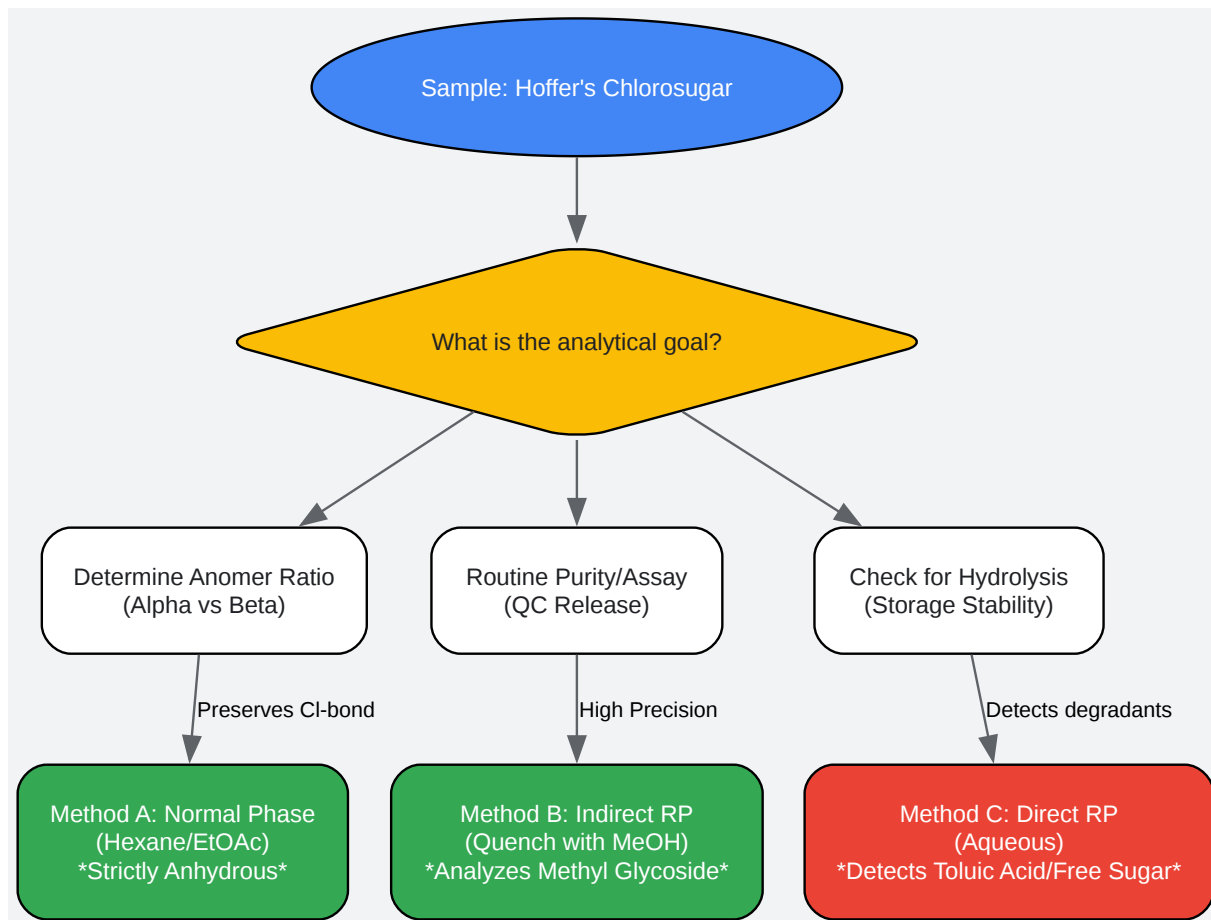 Sample: Hoffer's Chlorosugar
What is the analytical goal?
Determine Anomer Ratio
(Alpha vs Beta)
Routine Purity/Assay
(QC Release)
Check for Hydrolysis
(Storage Stability)
Preserves Cl-bond
High Precision
Detects degradants
Method A: Normal Phase
(Hexane/EtOAc)
*Strictly Anhydrous*
Method B: Indirect RP
(Quench with MeOH)
*Analyzes Methyl Glycoside*
Method C: Direct RP
(Aqueous)
*Detects Toluic Acid/Free Sugar*